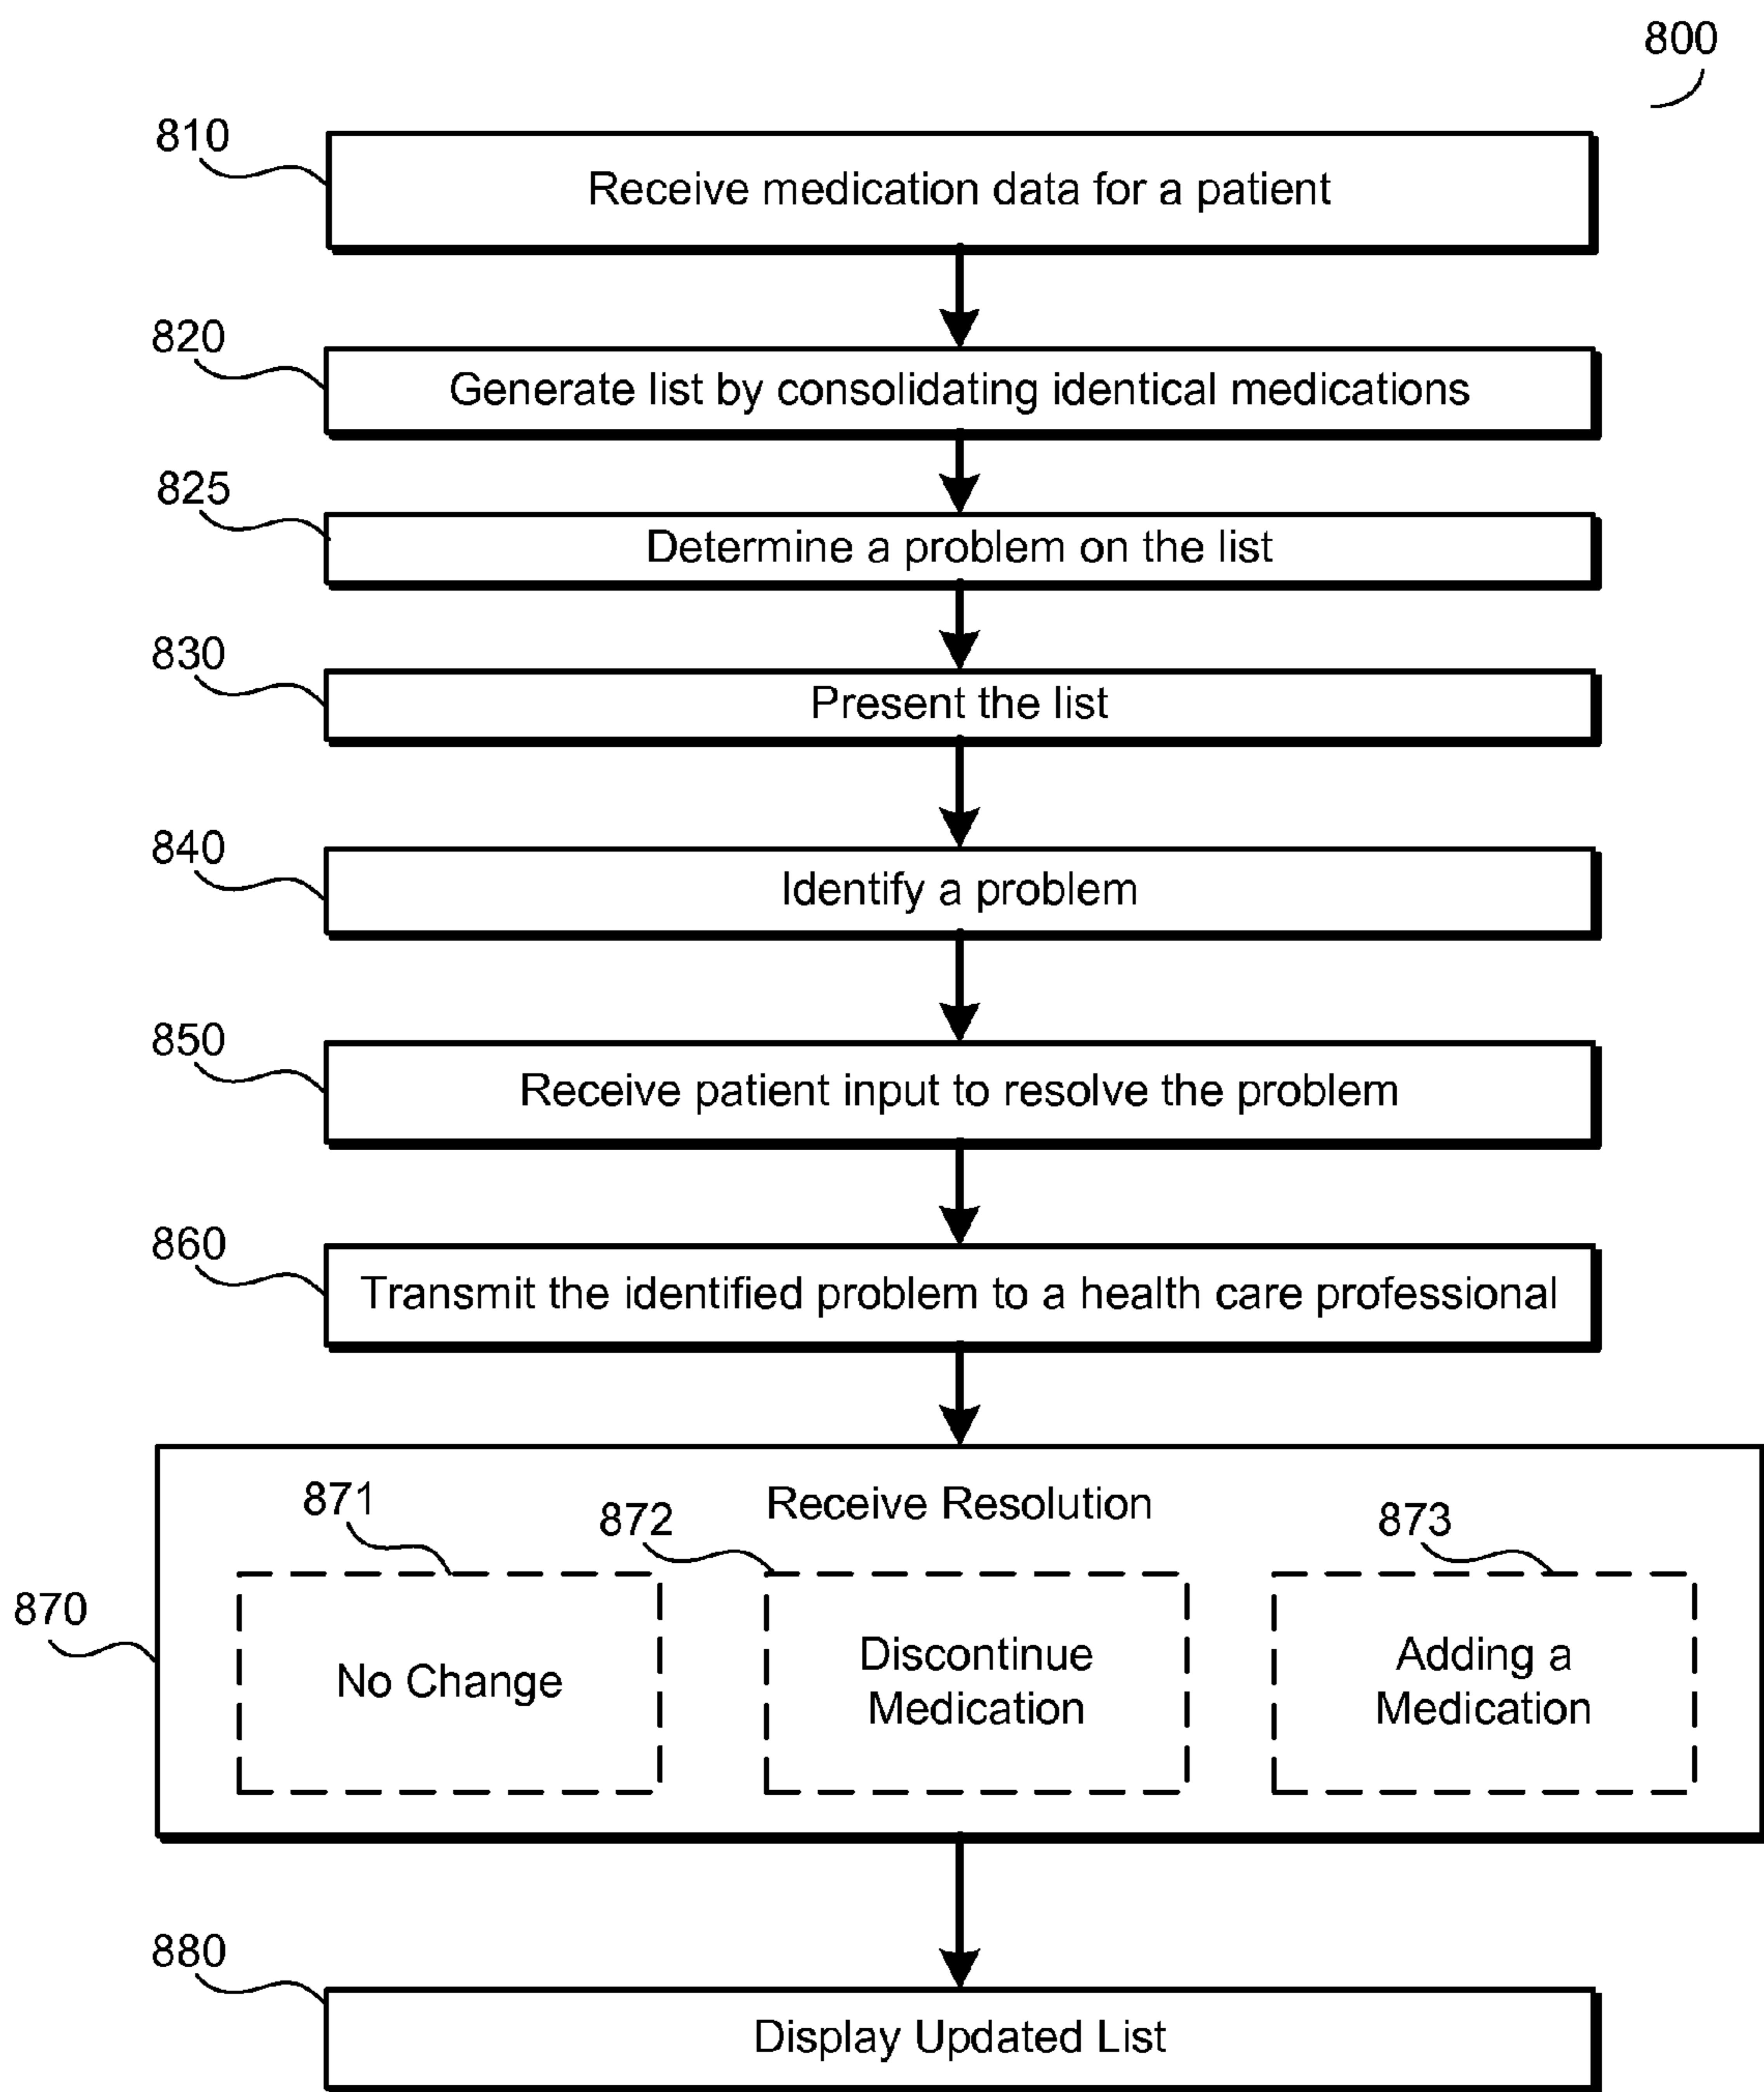 800
810
Receive medication data for a patient
820
Generate list by consolidating identical medications
825
Determine a problem on the list
830
Present the list
840
Identify a problem
850
Receive patient input to resolve the problem
860
Transmit the identified problem to a health care professional
870
Receive Resolution
871
No Change
872
Discontinue
Medication
873
Adding a
Medication
880
Display Updated List